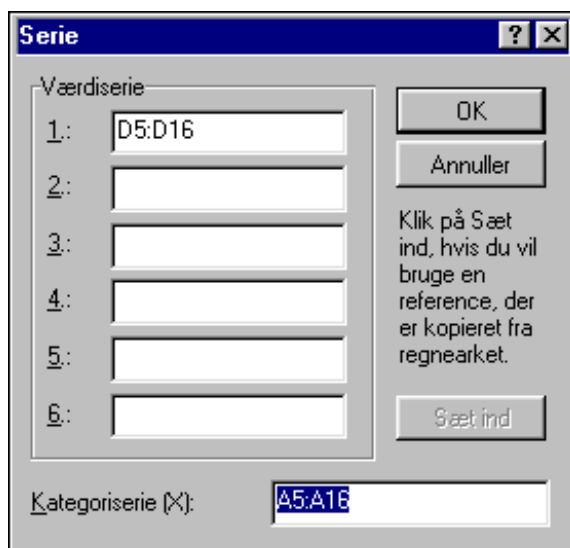 Serie
Værdiserie
1.: D5:D16
2.:
3.:
4.:
5.:
6.:
OK
Annuller
Klik på Sæt
ind, hvis du vil
bruge en
reference, der
er kopieret fra
regnearket.
Sæt ind
Kategoriserie (X): A5:A16